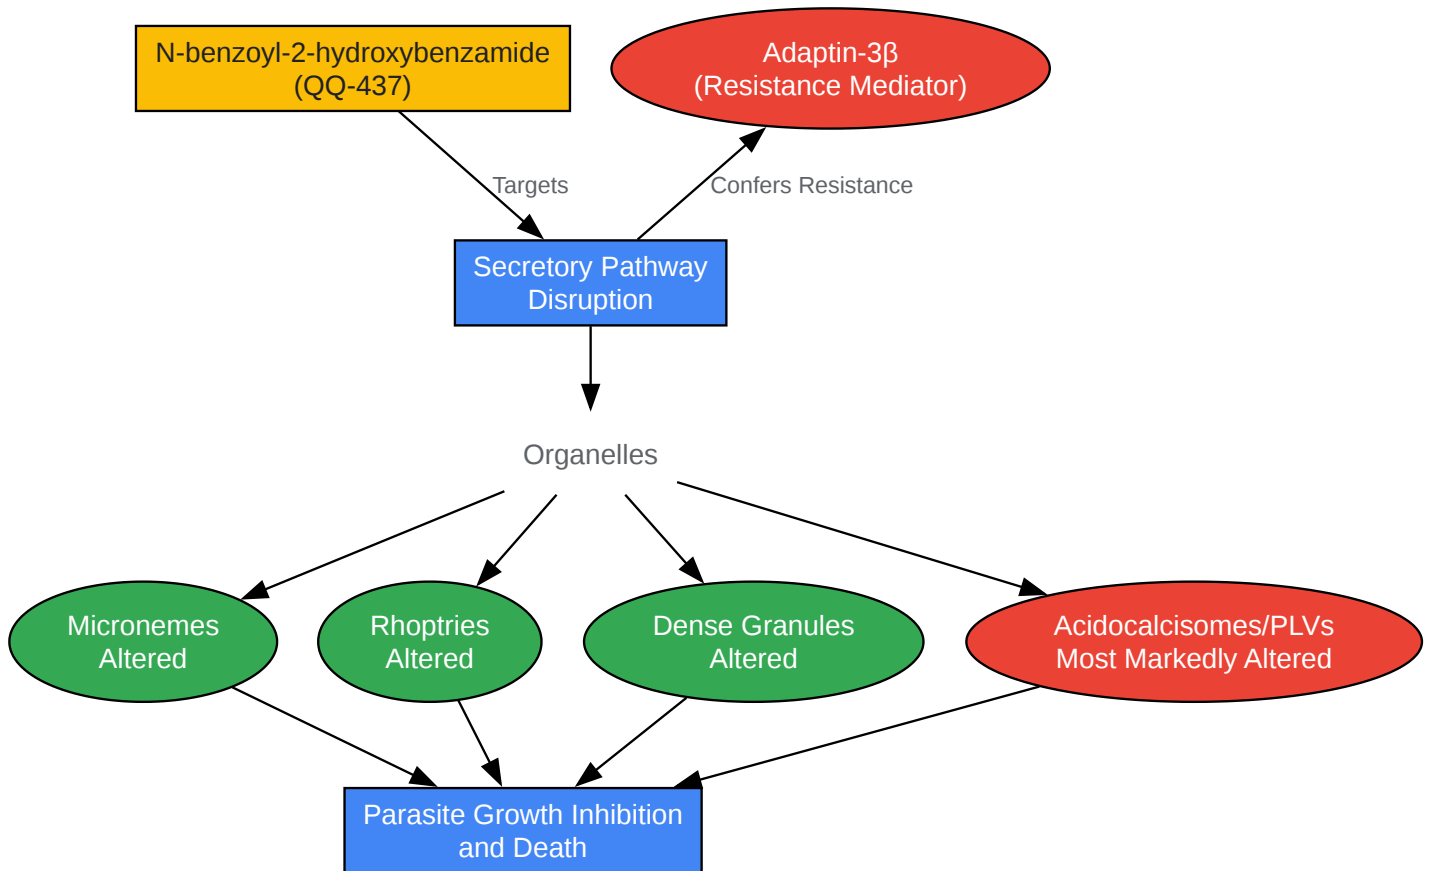 N-benzoyl-2-hydroxybenzamide
(QQ-437)
Adaptin-3β
(Resistance Mediator)
Targets
Confers Resistance
Secretory Pathway
Disruption
Organelles
Micronemes
Altered
Rhoptries
Altered
Dense Granules
Altered
Acidocalcisomes/PLVs
Most Markedly Altered
Parasite Growth Inhibition
and Death